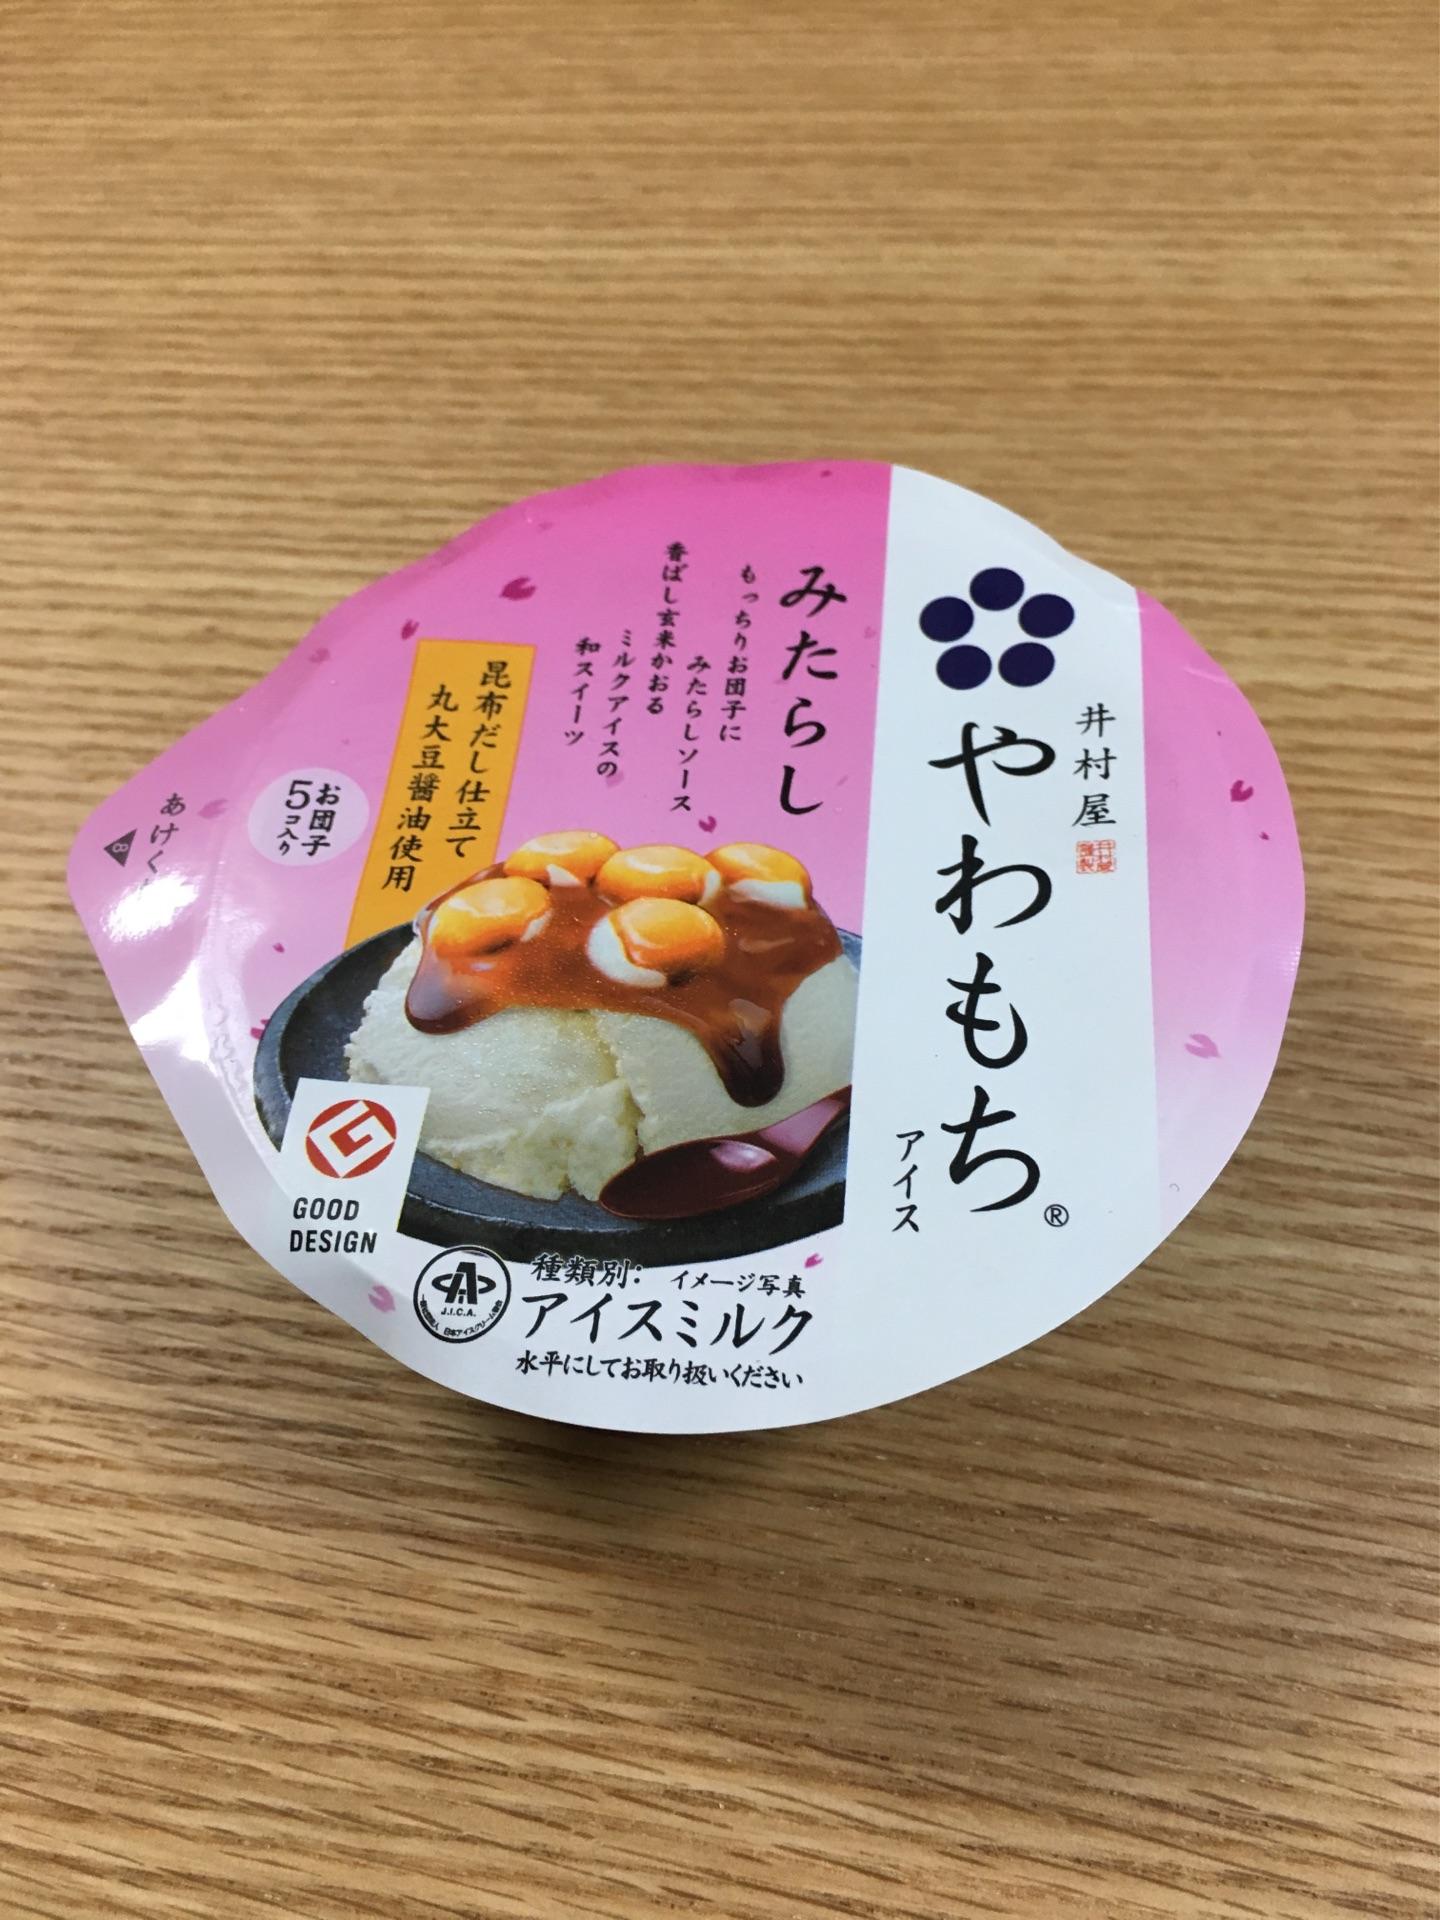 井村屋
やわもち
アイス
®
みたらし
もっちりお団子に
みたらしソース
香ばし玄米かおる
ミルクアイスの
和スイーツ
昆布だし仕立て
丸大豆醤油使用
お団子
5コ入り
あけく
GOOD
DESIGN
J.I.C.A.
種類別:
イメージ写真
アイスミルク
水平にしてお取り扱いください